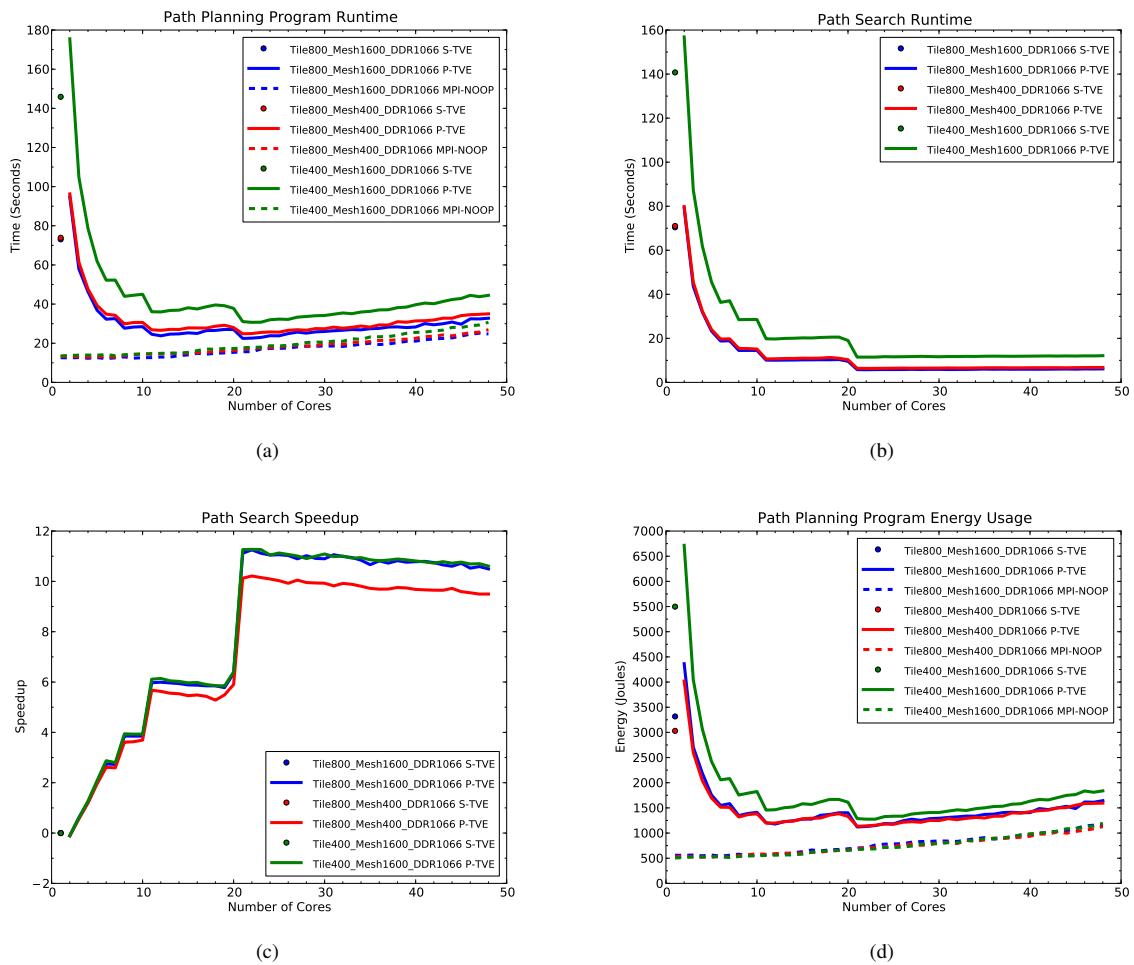 Path Planning Program Runtime
Time (Seconds)
180
160
140
120
100
80
60
40
20
0
0 10 20 30 40 50
Number of Cores
Tile800_Mesh1600_DDR1066 S-TVE
Tile800_Mesh1600_DDR1066 P-TVE
Tile800_Mesh1600_DDR1066 MPI-NOOP
Tile800_Mesh400_DDR1066 S-TVE
Tile800_Mesh400_DDR1066 P-TVE
Tile800_Mesh400_DDR1066 MPI-NOOP
Tile400_Mesh1600_DDR1066 S-TVE
Tile400_Mesh1600_DDR1066 P-TVE
Tile400_Mesh1600_DDR1066 MPI-NOOP
(a)
Path Search Runtime
Time (Seconds)
160
140
120
100
80
60
40
20
0
0 10 20 30 40 50
Number of Cores
Tile800_Mesh1600_DDR1066 S-TVE
Tile800_Mesh1600_DDR1066 P-TVE
Tile800_Mesh400_DDR1066 S-TVE
Tile800_Mesh400_DDR1066 P-TVE
Tile400_Mesh1600_DDR1066 S-TVE
Tile400_Mesh1600_DDR1066 P-TVE
(b)
Path Search Speedup
Speedup
12
10
8
6
4
2
0
−2
0 10 20 30 40 50
Number of Cores
Tile800_Mesh1600_DDR1066 S-TVE
Tile800_Mesh1600_DDR1066 P-TVE
Tile800_Mesh400_DDR1066 S-TVE
Tile800_Mesh400_DDR1066 P-TVE
Tile400_Mesh1600_DDR1066 S-TVE
Tile400_Mesh1600_DDR1066 P-TVE
(c)
Path Planning Program Energy Usage
Energy (Joules)
7000
6500
6000
5500
5000
4500
4000
3500
3000
2500
2000
1500
1000
500
0
0 10 20 30 40 50
Number of Cores
Tile800_Mesh1600_DDR1066 S-TVE
Tile800_Mesh1600_DDR1066 P-TVE
Tile800_Mesh1600_DDR1066 MPI-NOOP
Tile800_Mesh400_DDR1066 S-TVE
Tile800_Mesh400_DDR1066 P-TVE
Tile800_Mesh400_DDR1066 MPI-NOOP
Tile400_Mesh1600_DDR1066 S-TVE
Tile400_Mesh1600_DDR1066 P-TVE
Tile400_Mesh1600_DDR1066 MPI-NOOP
(d)